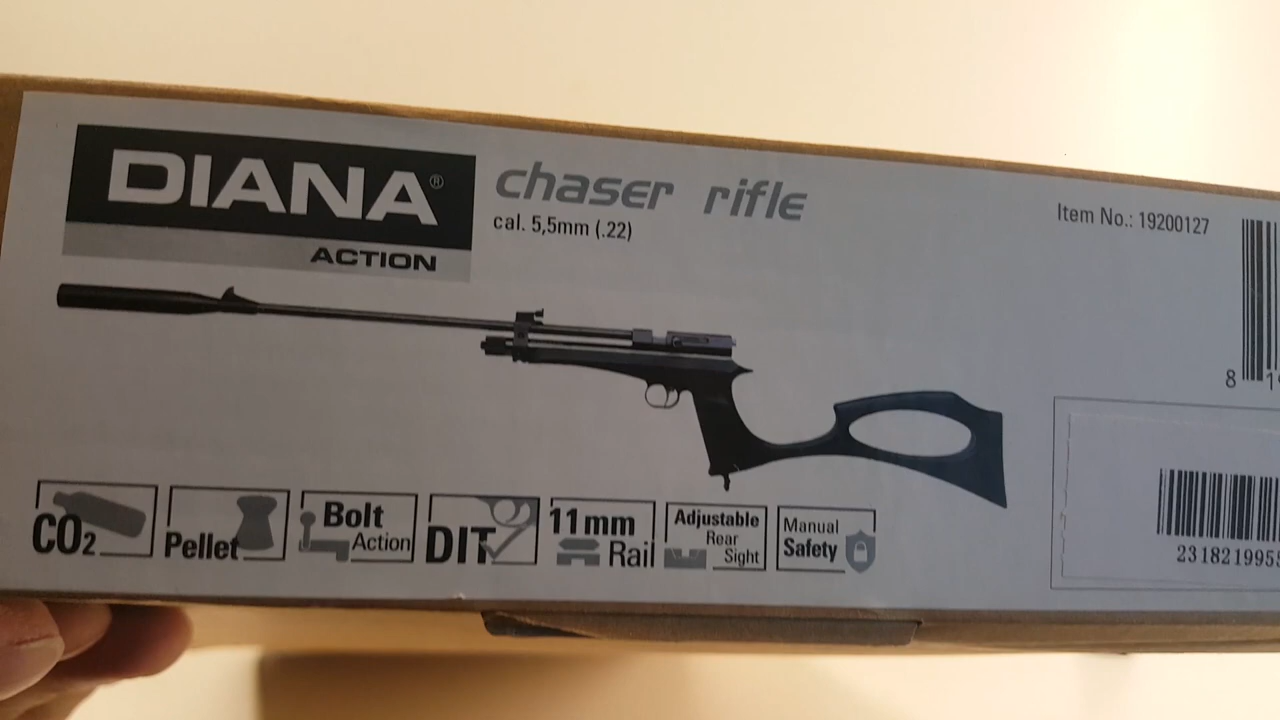 DIANA®
ACTION
chaser rifle
cal. 5,5mm (.22)
Item No.: 19200127
8
CO2
Pellet
Bolt
Action
DIT
11mm
Rail
Adjustable
Rear
Sight
Manual
Safety